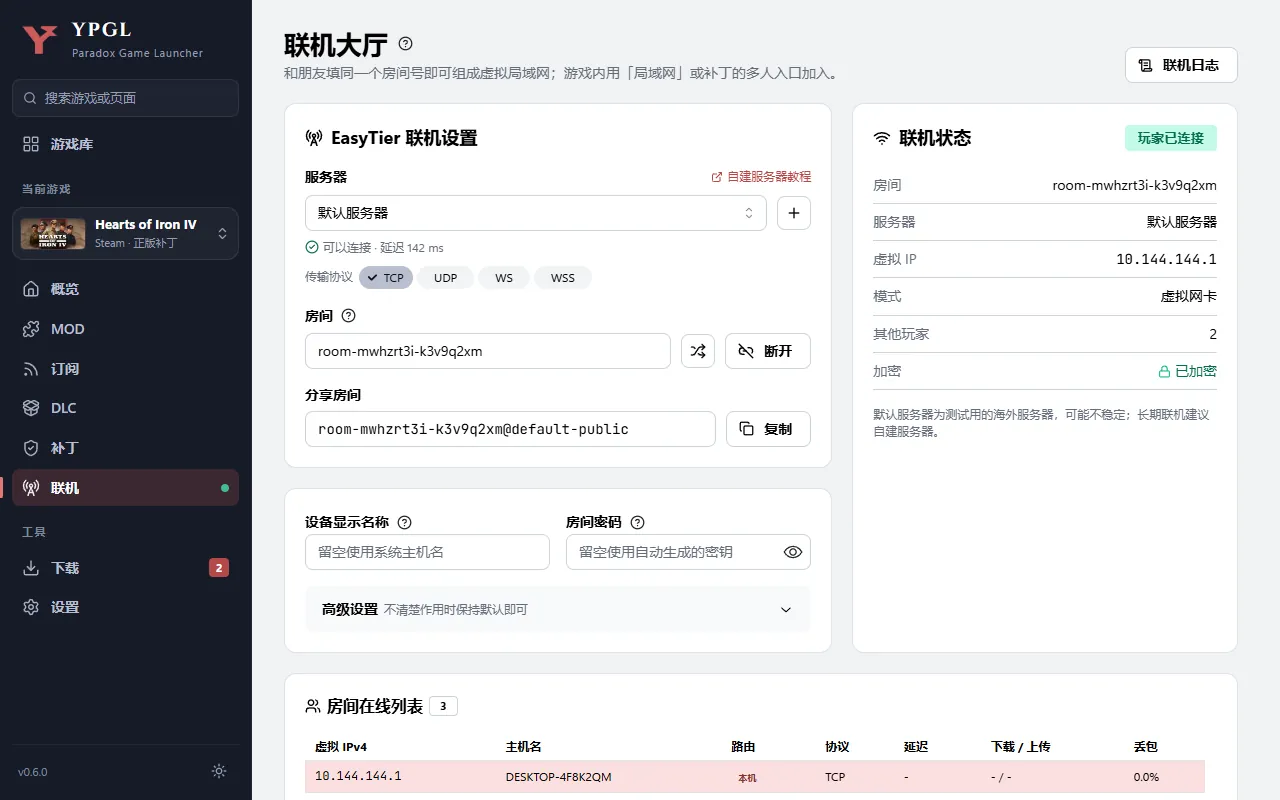 YPGL
Paradox Game Launcher
搜索游戏或页面
游戏库
当前游戏
HEARTS OF IRON IV
Hearts of Iron IV
Steam · 正版补丁
概览
MOD
订阅
DLC
补丁
联机
工具
下载 2
设置
v0.6.0
联机大厅
和朋友填同一个房间号即可组成虚拟局域网；游戏内用「局域网」或补丁的多人入口加入。
联机日志
EasyTier 联机设置
服务器 自建服务器教程
默认服务器
可以连接 · 延迟 142 ms
传输协议 TCP UDP WS WSS
房间
room-mwhzrt3i-k3v9q2xm 断开
分享房间
room-mwhzrt3i-k3v9q2xm@default-public 复制
设备显示名称 房间密码
留空使用系统主机名 留空使用自动生成的密钥
高级设置 不清楚作用时保持默认即可
联机状态 玩家已连接
房间 room-mwhzrt3i-k3v9q2xm
服务器 默认服务器
虚拟 IP 10.144.144.1
模式 虚拟网卡
其他玩家 2
加密 已加密
默认服务器为测试用的海外服务器，可能不稳定；长期联机建议
自建服务器。
房间在线列表 3
虚拟 IPv4 主机名 路由 协议 延迟 下载 / 上传 丢包
10.144.144.1 DESKTOP-4F8K2QM 本机 TCP - - / - 0.0%